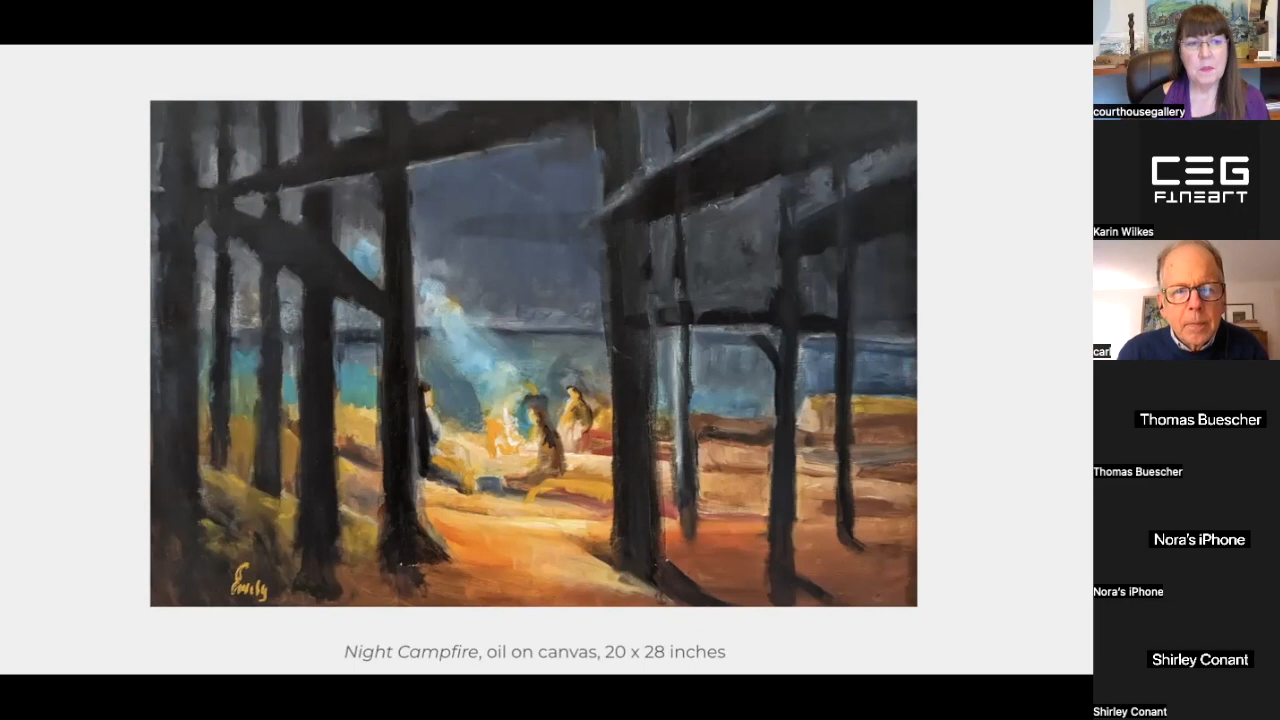 Emily
Night Campfire, oil on canvas, 20 x 28 inches
courthousegallery
CEG
FINEART
Karin Wilkes
carl
Thomas Buescher
Thomas Buescher
Nora's iPhone
Nora's iPhone
Shirley Conant
Shirley Conant